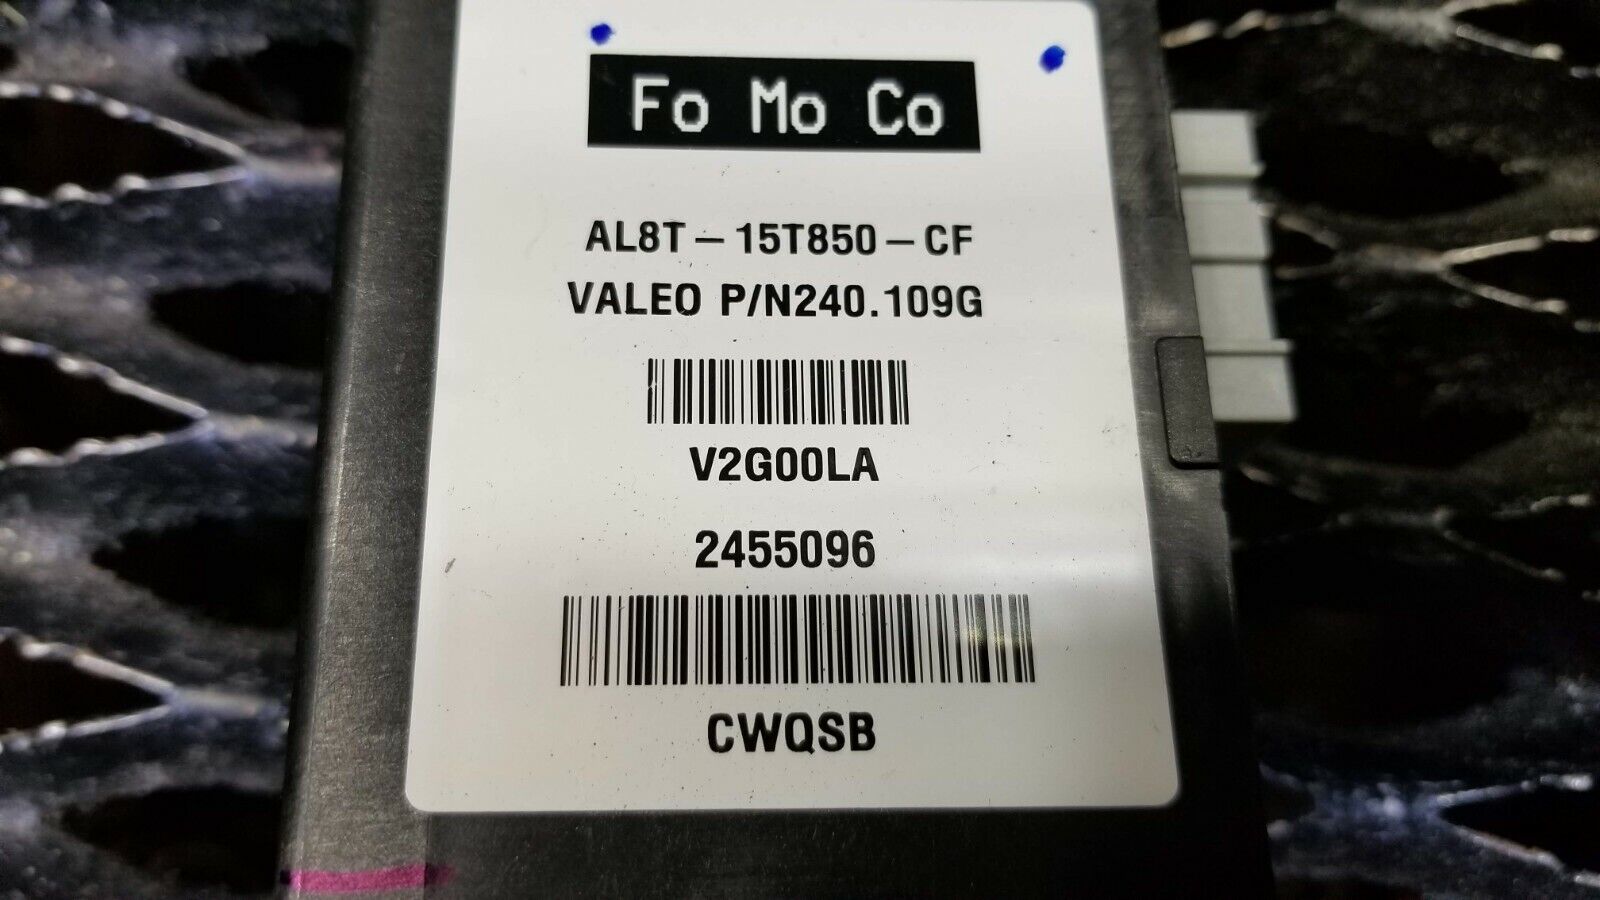 Fo Mo Co
AL8T-15T850-CF
VALEO P/N240.109G
V2G00LA
2455096
CWQSB